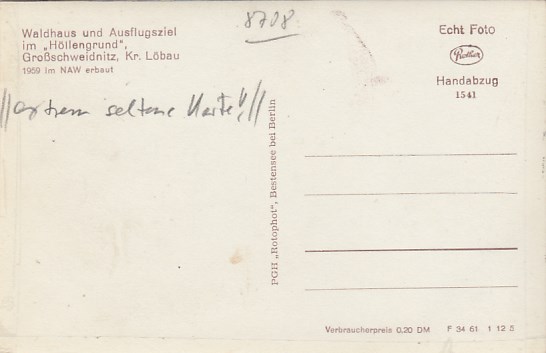 Waldhaus und Ausflugsziel
im „Höllengrund“,
Großschweidnitz, Kr. Löbau
1959 im NAW erbaut
8708
//extrem seltene Karte!//
PGH „Rotophot“, Bestensee bei Berlin
Echt Foto
Handabzug
1541
Verbraucherpreis 0,20 DM F 34 61 1 12 5